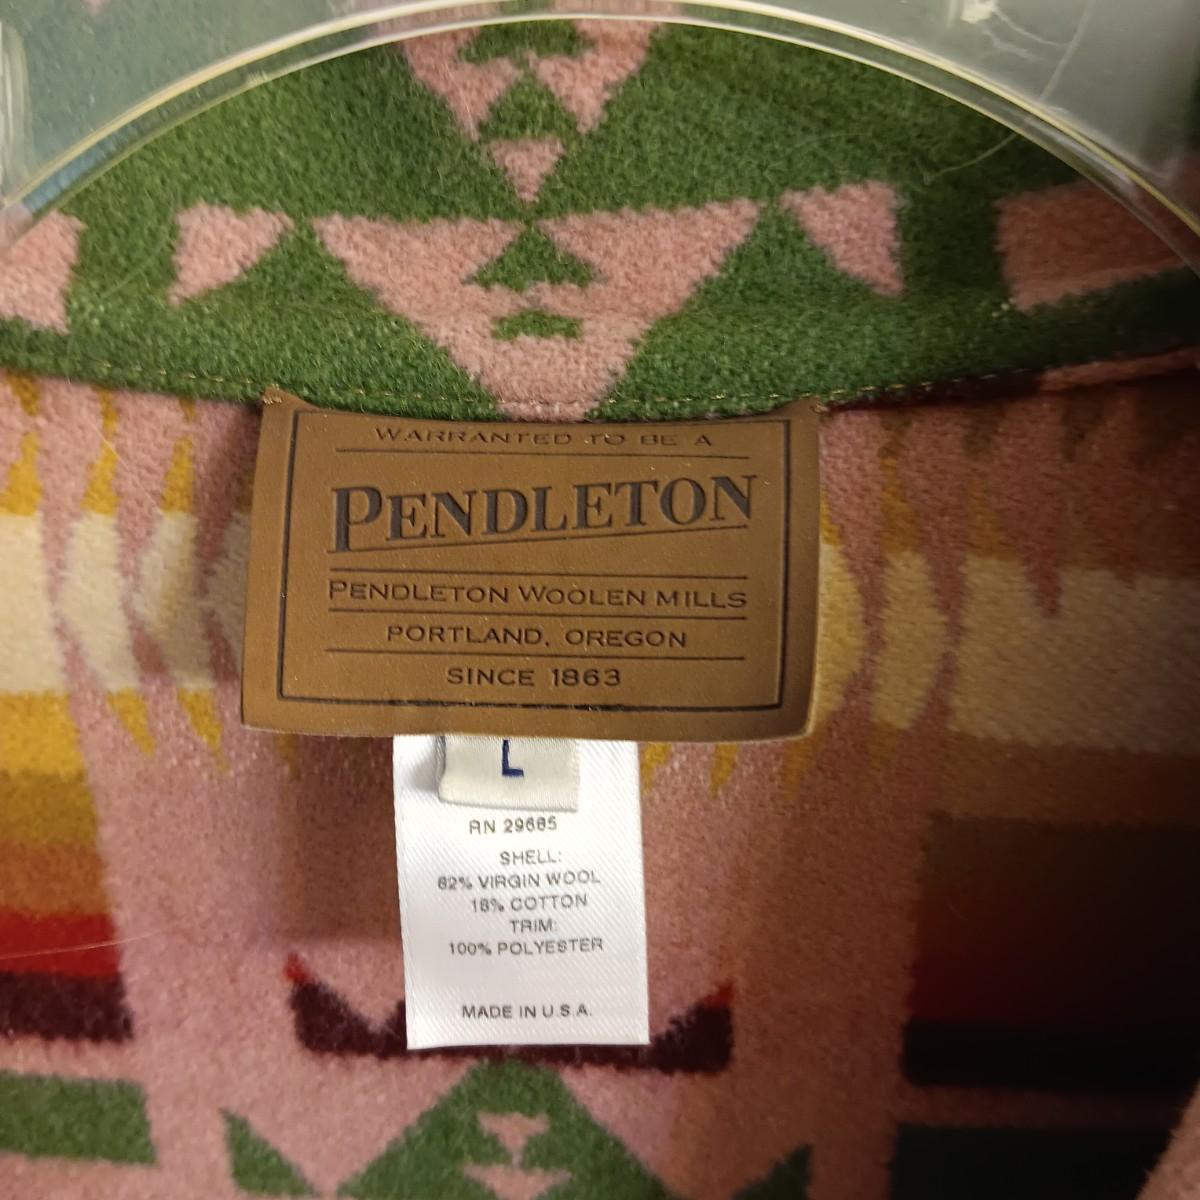 WARRANTED TO BE A
PENDLETON
PENDLETON WOOLEN MILLS
PORTLAND, OREGON
SINCE 1863
L
RN 29685
SHELL:
82% VIRGIN WOOL
18% COTTON
TRIM:
100% POLYESTER
MADE IN U.S.A.